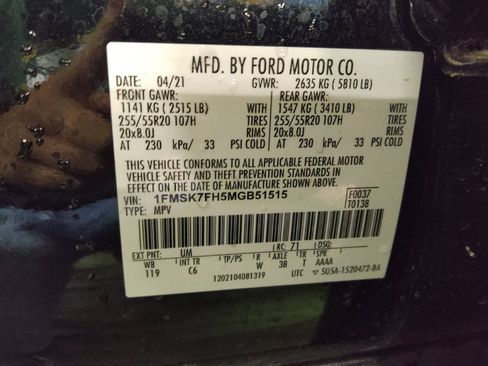 MFD. BY FORD MOTOR CO.
DATE: 04/21 GVWR: 2635 KG (5810 LB)
FRONT GAWR: REAR GAWR:
1141 KG (2515 LB) WITH 1547 KG (3410 LB) WITH
255/55R20 107H TIRES 255/55R20 107H TIRES
20x8.0J RIMS 20x8.0J RIMS
AT 230 kPa/ 33 PSI COLD AT 230 kPa/ 33 PSI COLD
THIS VEHICLE CONFORMS TO ALL APPLICABLE FEDERAL MOTOR
VEHICLE SAFETY AND THEFT PREVENTION STANDARDS IN
EFFECT ON THE DATE OF MANUFACTURE SHOWN ABOVE.
VIN: 1FMSK7FH5MGB51515 F0037
TYPE: MPV T0138
EXT PNT: UM RC: 71 DSO:
WB INT TR TP/PS R AXLE TR SPR
119 C6 W 3B T AAAA
1202104081319 UTC 5U5A-1520472-BA